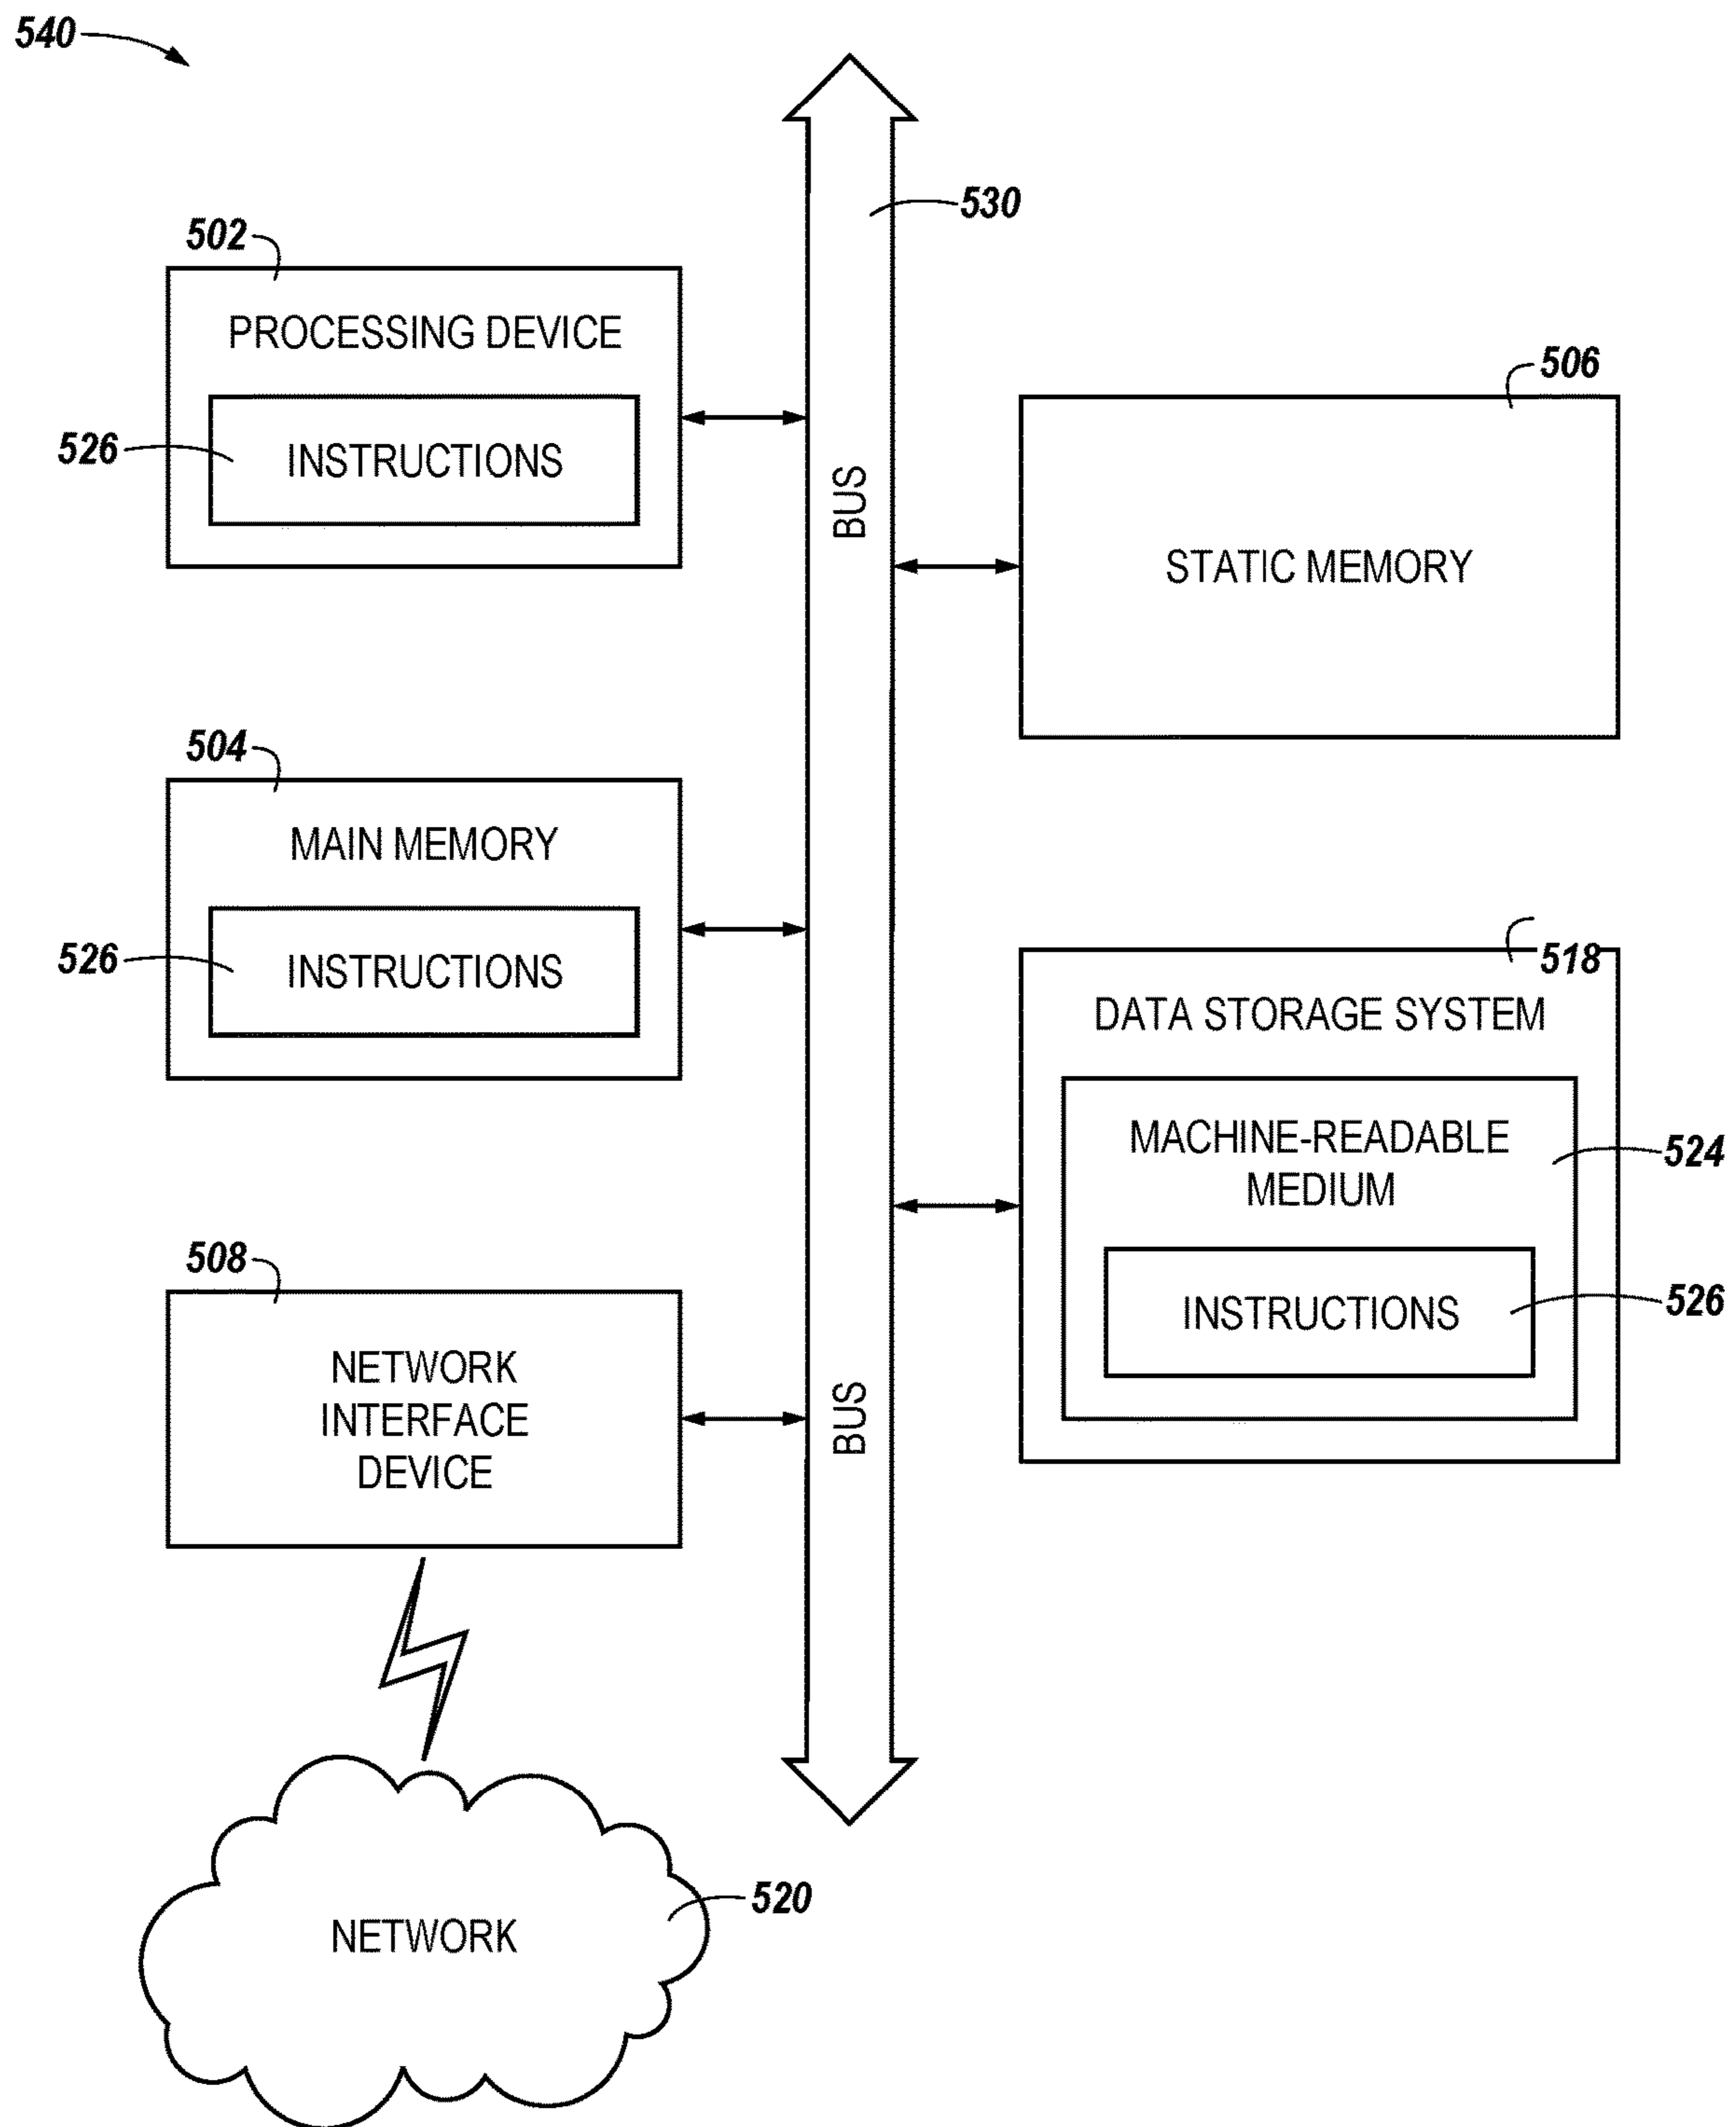 540
530
502
PROCESSING DEVICE
526
INSTRUCTIONS
BUS
506
STATIC MEMORY
504
MAIN MEMORY
526
INSTRUCTIONS
518
DATA STORAGE SYSTEM
MACHINE-READABLE
MEDIUM
524
INSTRUCTIONS
526
508
NETWORK
INTERFACE
DEVICE
BUS
520
NETWORK